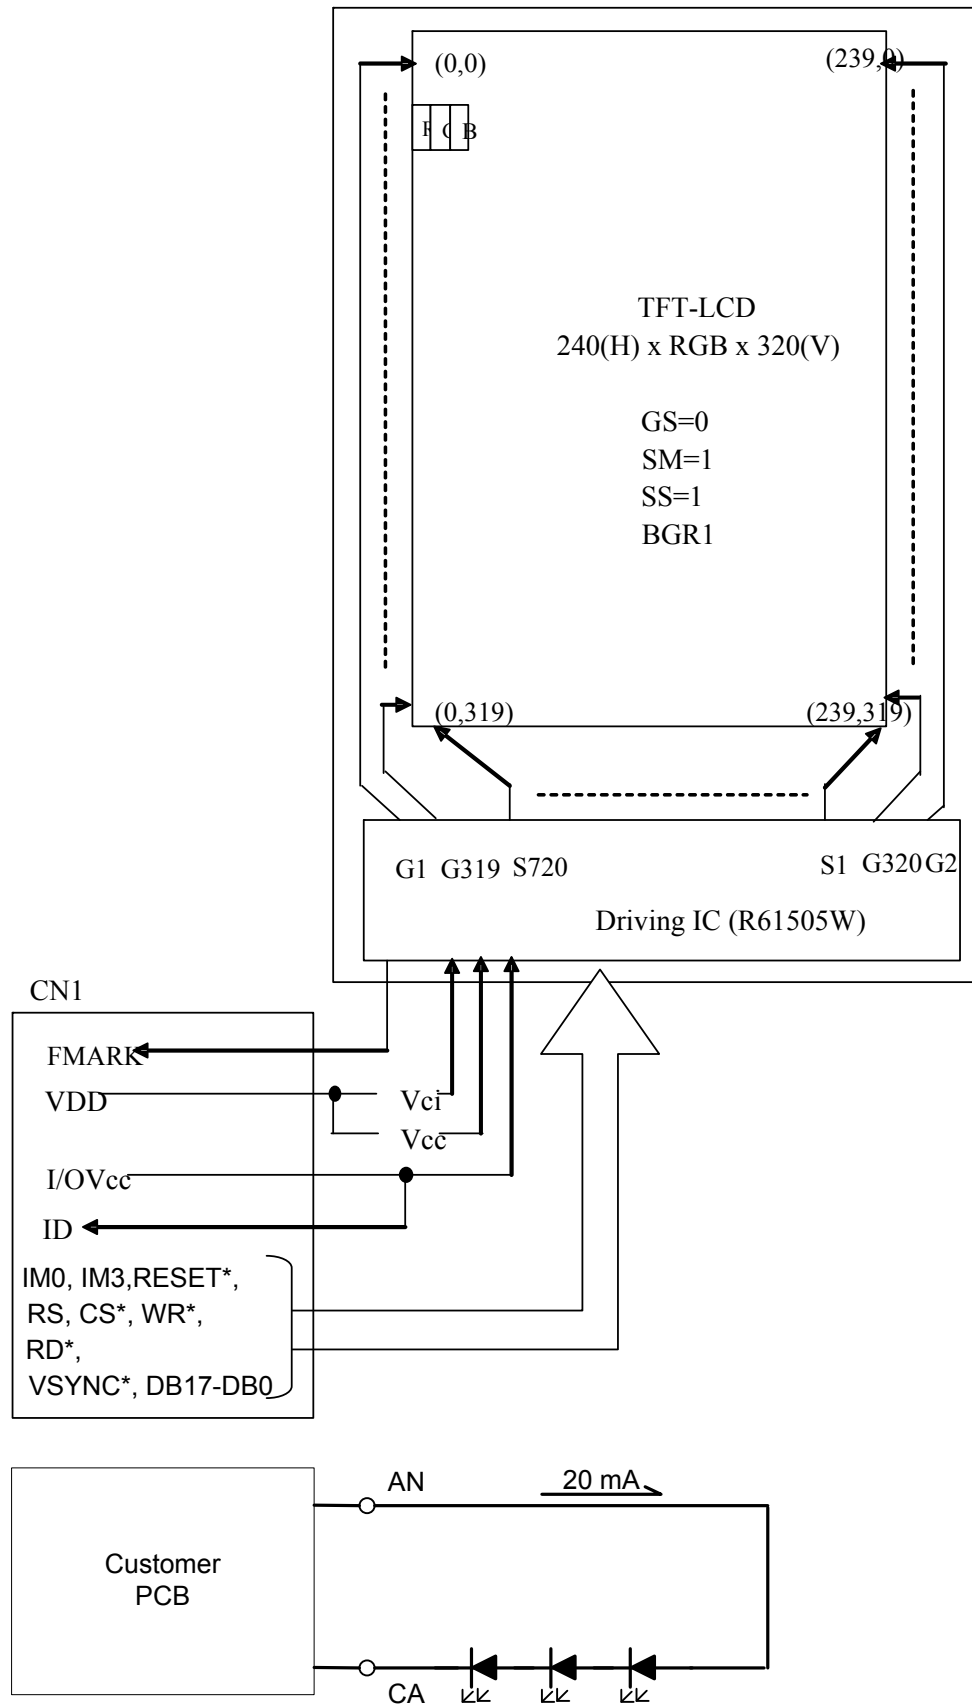 (0,0) (239,0)
R G B
TFT-LCD
240(H) x RGB x 320(V)
GS=0
SM=1
SS=1
BGR1
(0,319) (239,319)
G1 G319 S720 S1 G320 G2
Driving IC (R61505W)
CN1
FMARK
VDD Vci
Vcc
I/OVcc
ID
IM0, IM3,RESET*,
RS, CS*, WR*,
RD*,
VSYNC*, DB17-DB0
AN 20 mA
Customer
PCB
CA